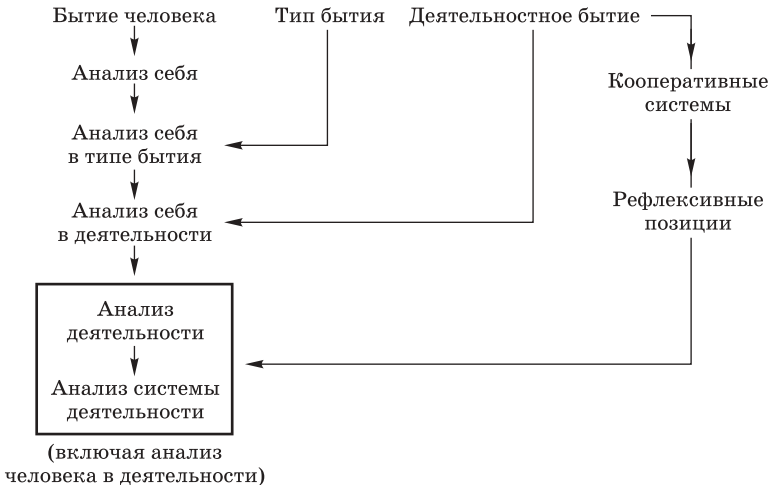 Бытие человека
Тип бытия
Деятельностное бытие
Анализ себя
Кооперативные
системы
Анализ себя
в типе бытия
Анализ себя
в деятельности
Рефлексивные
позиции
Анализ
деятельности
Анализ системы
деятельности
(включая анализ
человека в деятельности)